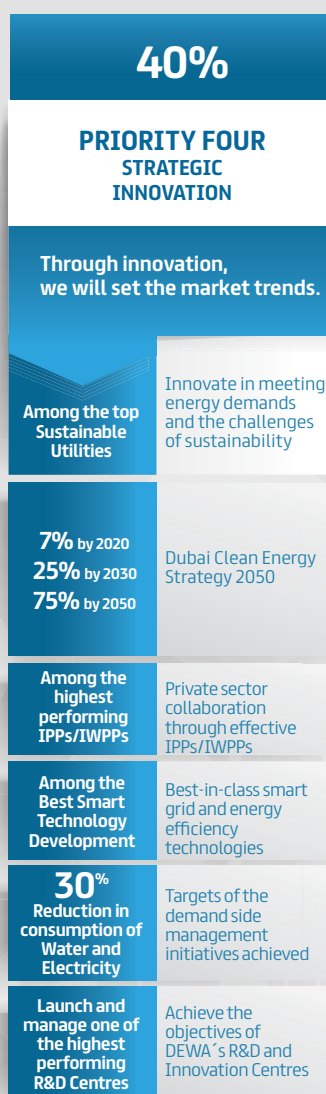 40%
PRIORITY FOUR
STRATEGIC
INNOVATION
Through innovation,
we will set the market trends.
Among the top
Sustainable
Utilities
Innovate in meeting
energy demands
and the challenges
of sustainability
7% by 2020
25% by 2030
75% by 2050
Dubai Clean Energy
Strategy 2050
Among the
highest
performing
IPPs/IWPPs
Private sector
collaboration
through effective
IPPs/IWPPs
Among the
Best Smart
Technology
Development
Best-in-class smart
grid and energy
efficiency
technologies
30%
Reduction in
consumption of
Water and
Electricity
Targets of the
demand side
management
initiatives achieved
Launch and
manage one of
the highest
performing
R&D Centres
Achieve the
objectives of
DEWA´s R&D and
Innovation Centres